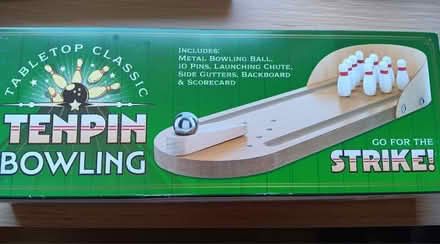 TABLETOP CLASSIC
TENPIN
BOWLING
INCLUDES:
METAL BOWLING BALL,
10 PINS, LAUNCHING CHUTE,
SIDE GUTTERS, BACKBOARD
& SCORECARD
GO FOR THE
STRIKE!